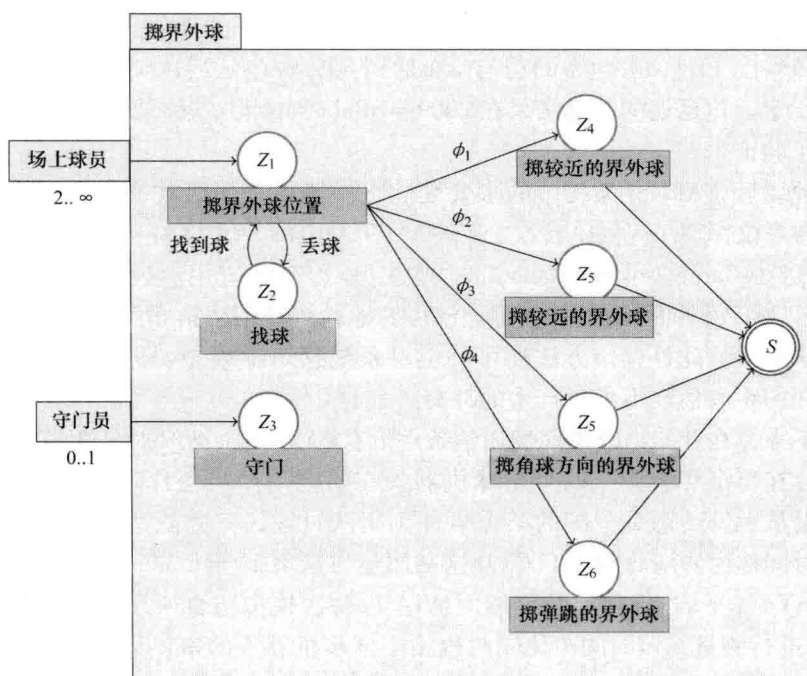 掷界外球
场上球员
2.. ∞
Z1
掷界外球位置
找到球
丢球
Z2
找球
守门员
0..1
Z3
守门
ϕ1
ϕ2
ϕ3
ϕ4
Z4
掷较近的界外球
Z5
掷较远的界外球
Z5
掷角球方向的界外球
Z6
掷弹跳的界外球
S